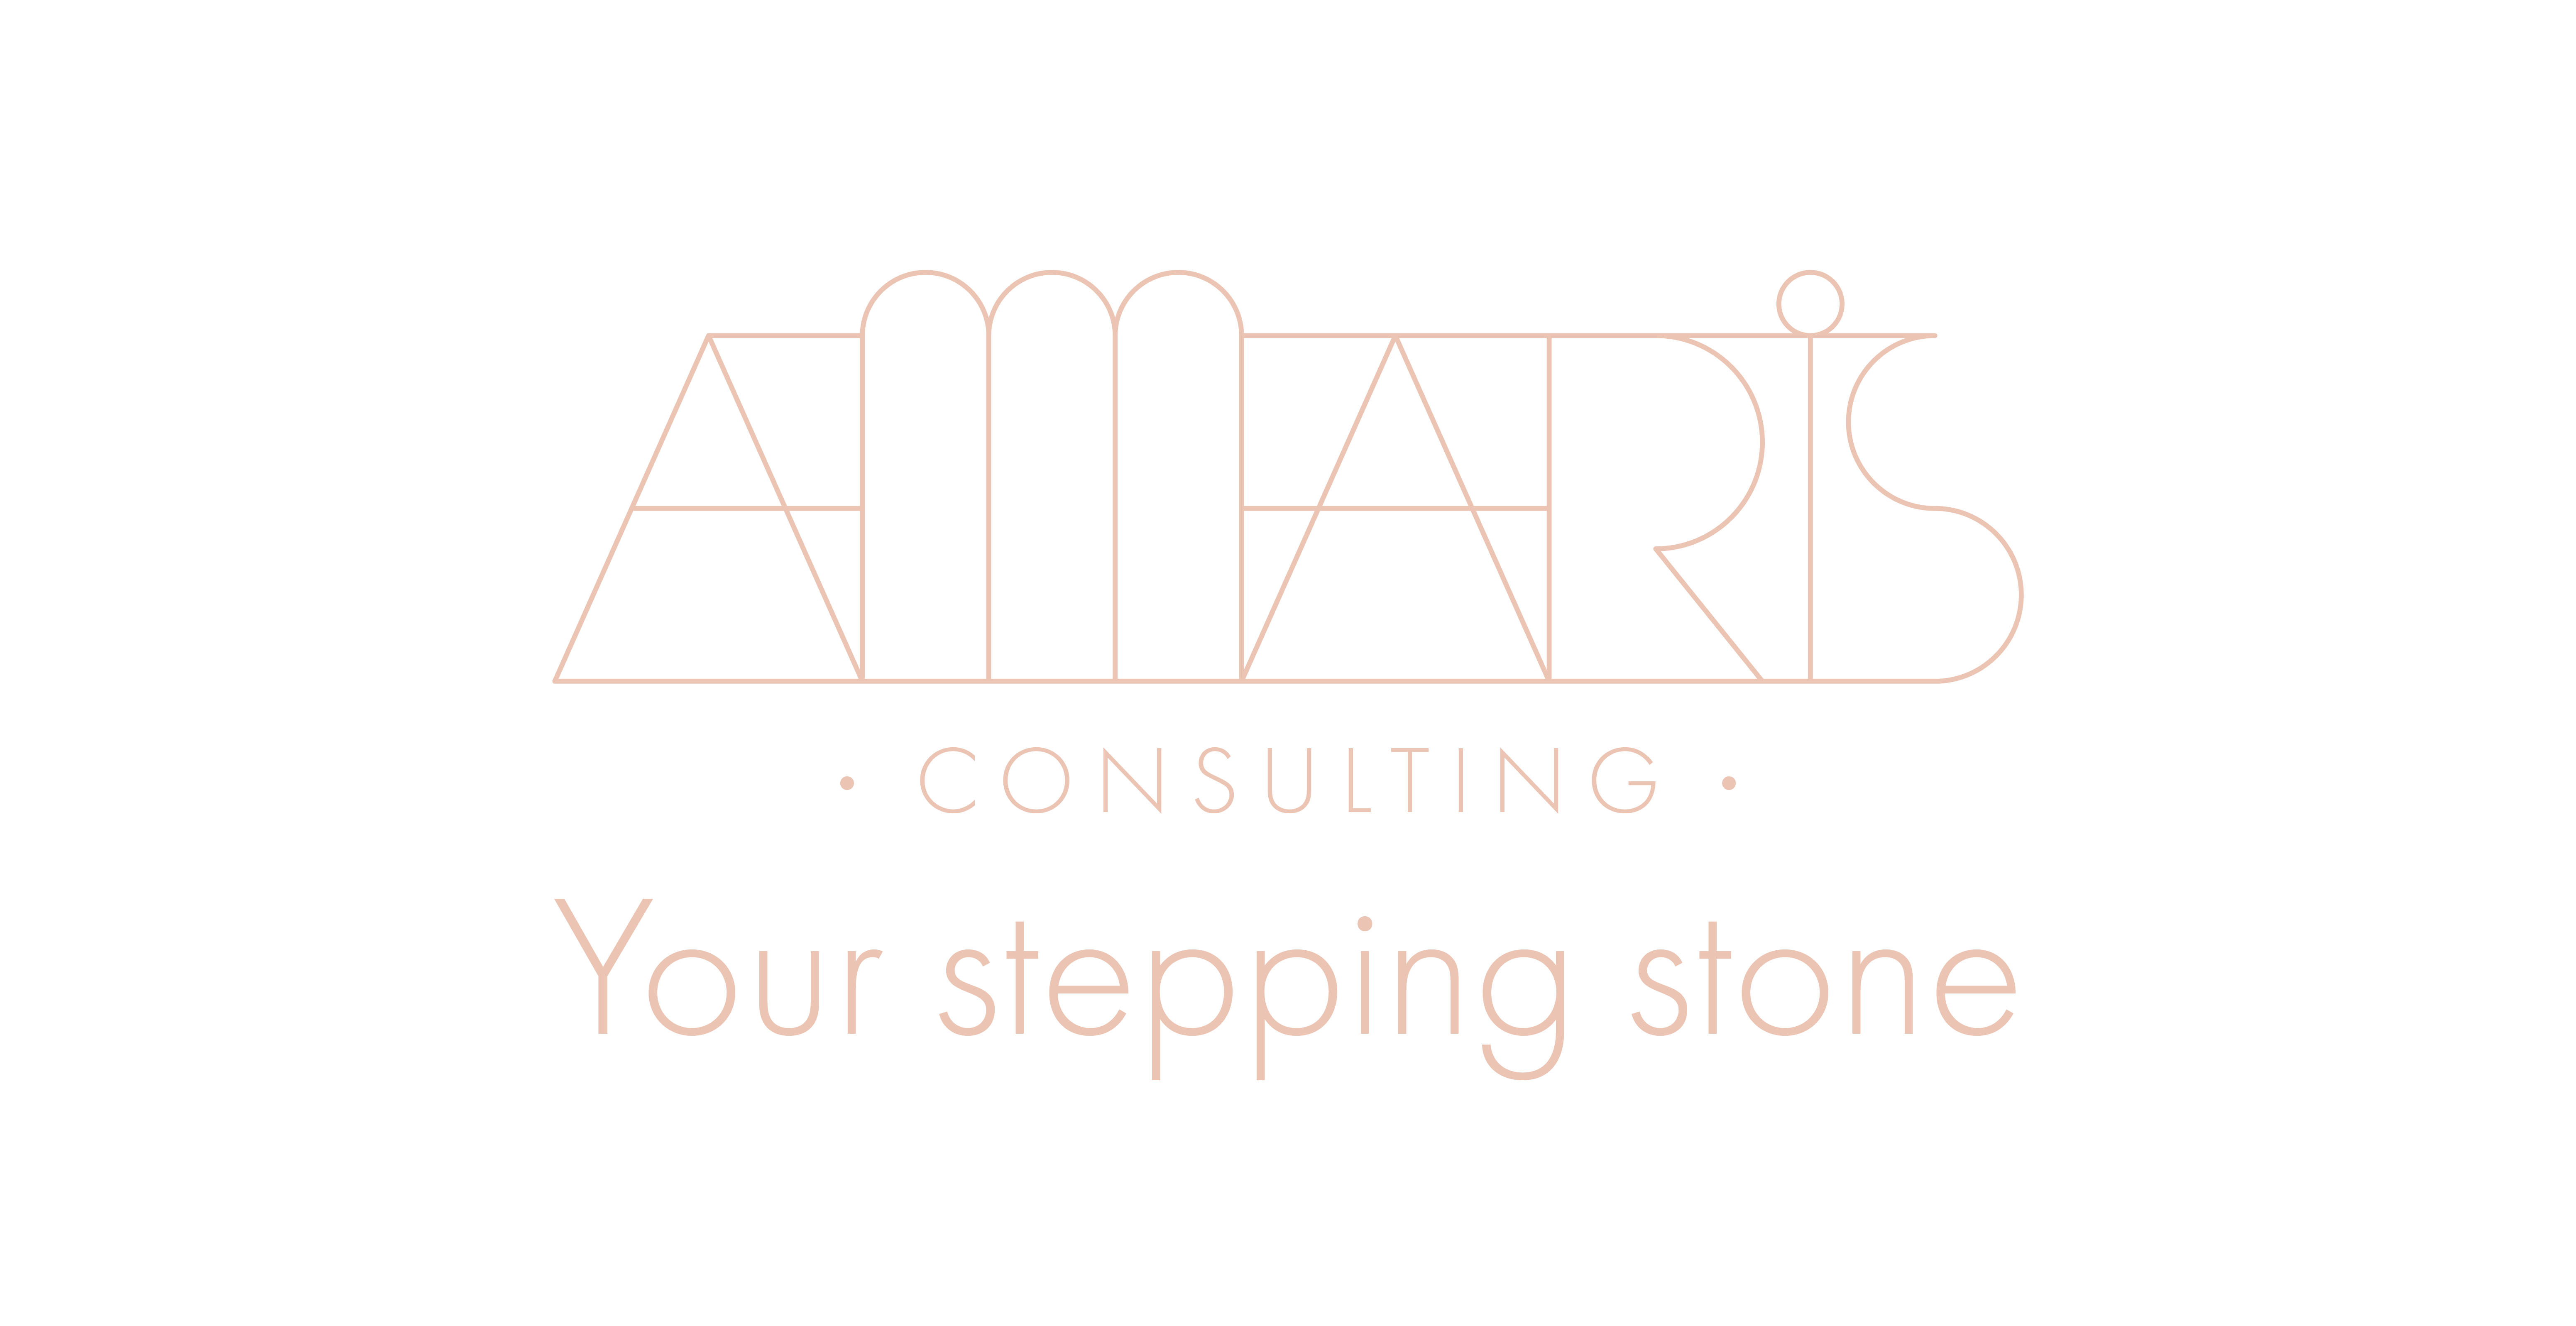 AMARiS
· CONSULTING ·
Your stepping stone